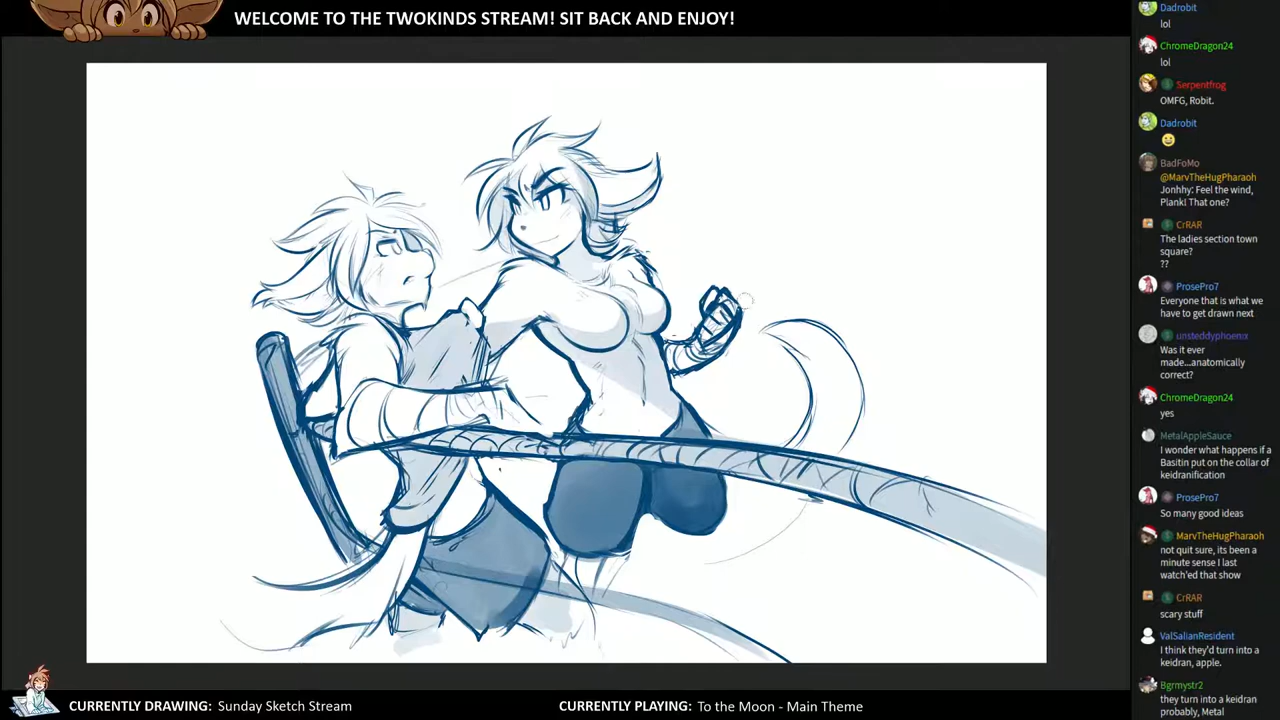 WELCOME TO THE TWOKINDS STREAM! SIT BACK AND ENJOY!
Dadrobit
lol
ChromeDragon24
lol
Serpentfrog
OMFG, Robit.
Dadrobit
BadFoMo
@MarvTheHugPharaoh
Jonhhy: Feel the wind,
Plank! That one?
CrRAR
The ladies section town
square?
??
ProsePro7
Everyone that is what we
have to get drawn next
unsteddyphoenix
Was it ever
made...anatomically
correct?
ChromeDragon24
yes
MetalAppleSauce
I wonder what happens if a
Basitin put on the collar of
keidranification
ProsePro7
So many good ideas
MarvTheHugPharaoh
not quit sure, its been a
minute sense I last
watch'ed that show
CrRAR
scary stuff
ValSalianResident
I think they'd turn into a
keidran, apple.
Bgrmystr2
they turn into a keidran
probably, Metal
CURRENTLY DRAWING: Sunday Sketch Stream
CURRENTLY PLAYING: To the Moon - Main Theme